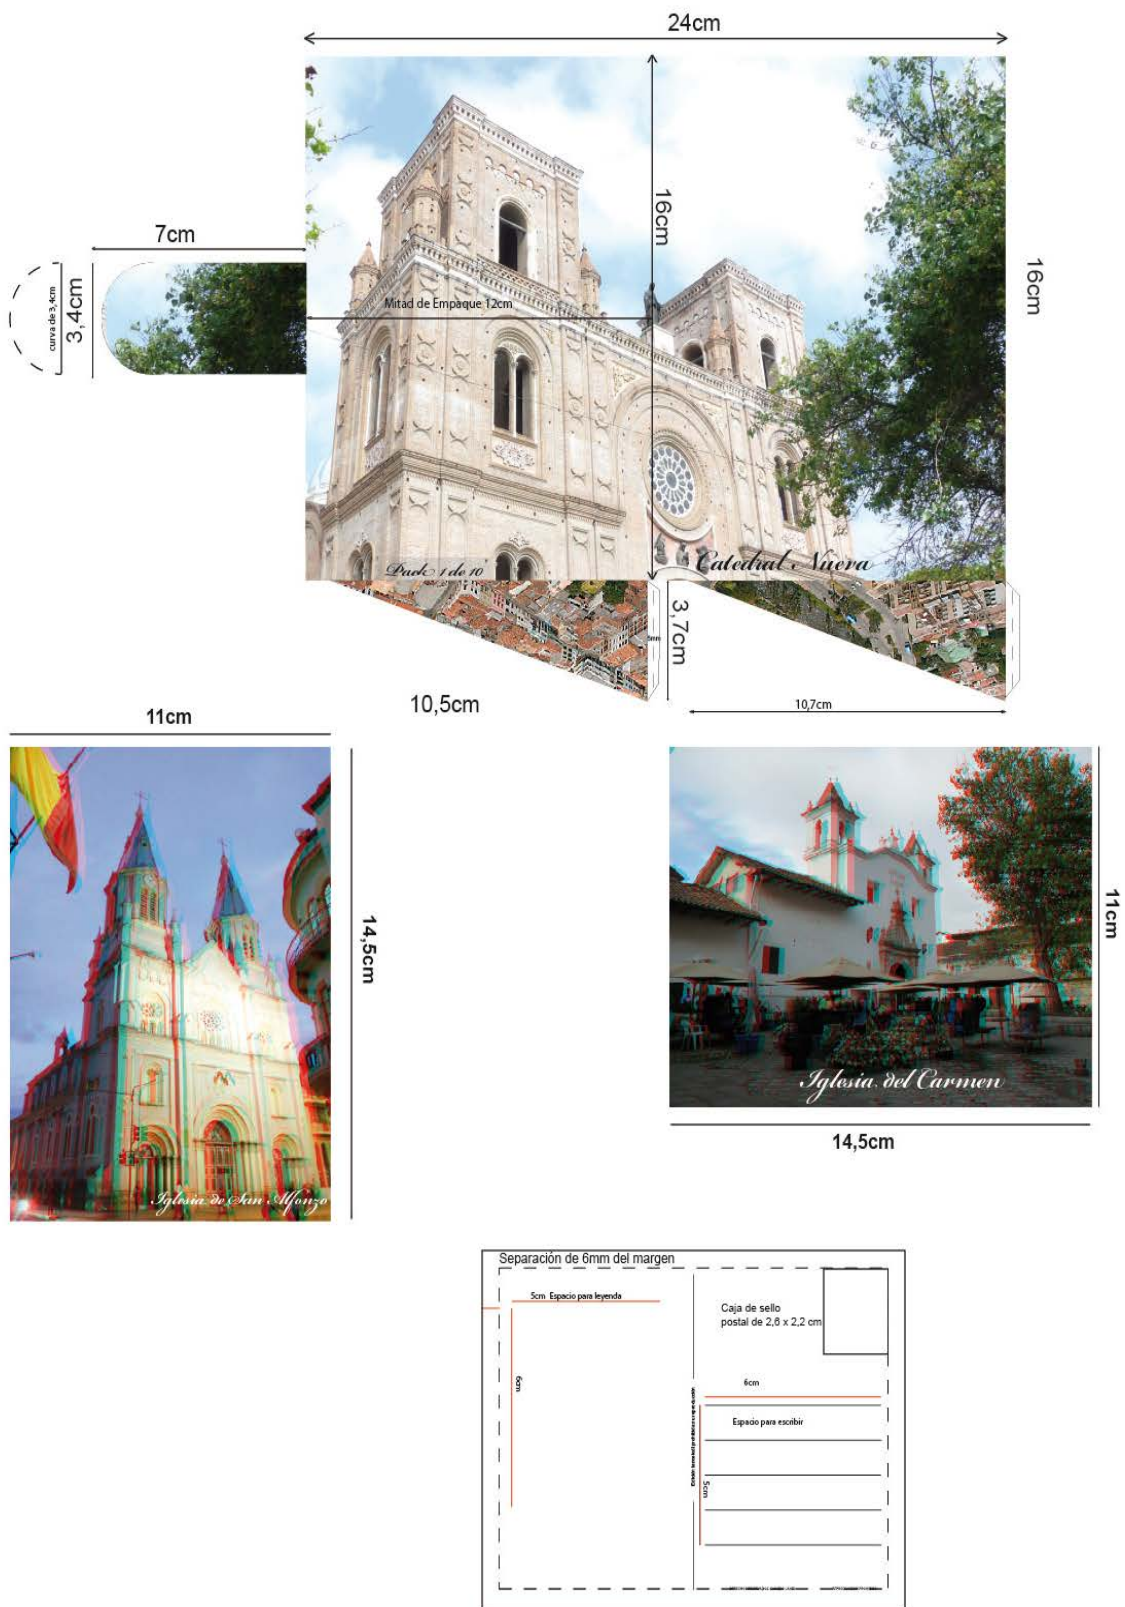 24cm
16cm
16cm
7cm
3,4cm
curva de 3,4cm
Mitad de Empaque 12cm
Pack 1 de 10
Catedral Nueva
3,7cm
10,5cm
10,7cm
11cm
14,5cm
Iglesia de San Alfonzo
11cm
Iglesia del Carmen
14,5cm
Separación de 6mm del margen
5cm Espacio para leyenda
6cm
Caja de sello
postal de 2,6 x 2,2 cm
6cm
Espacio para escribir
5cm